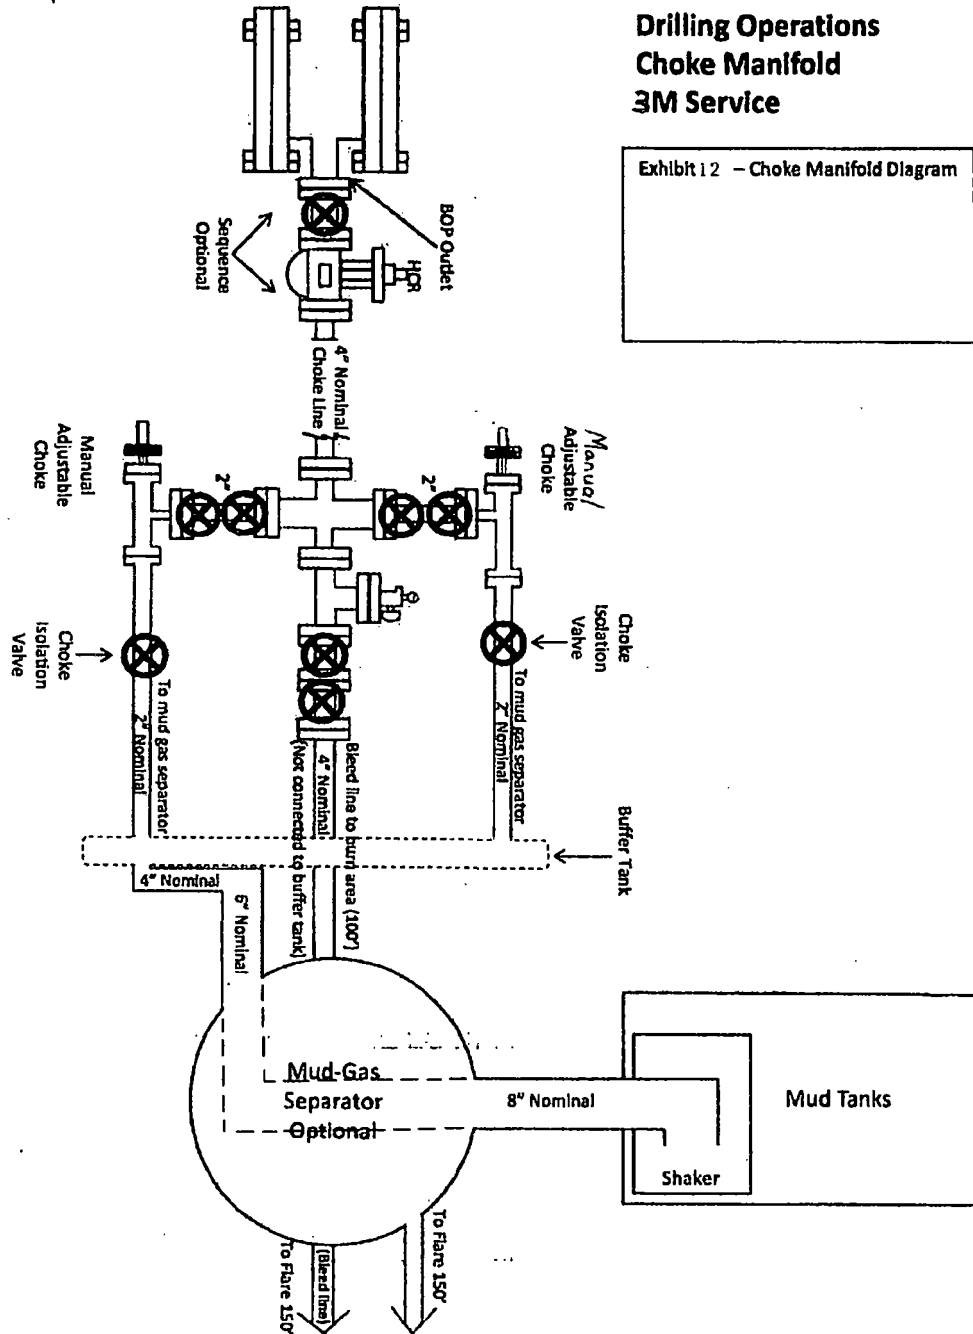 Drilling Operations
Choke Manifold
3M Service
Exhibit 12 – Choke Manifold Diagram
BOP Outlet
HCR
Sequence
Optional
4" Nominal
Choke Line
Manual
Adjustable
Choke
2"
2"
Manual
Adjustable
Choke
Choke
Isolation
Valve
Choke
Isolation
Valve
To mud gas separator
2" Nominal
To mud gas separator
2" Nominal
Bleed line to burn area (100')
4" Nominal
(Not connected to buffer tank)
Buffer Tank
4" Nominal
6" Nominal
Mud-Gas
Separator
Optional
8" Nominal
Mud Tanks
Shaker
To Flare 150'
(Bleed line)
To Flare 150'